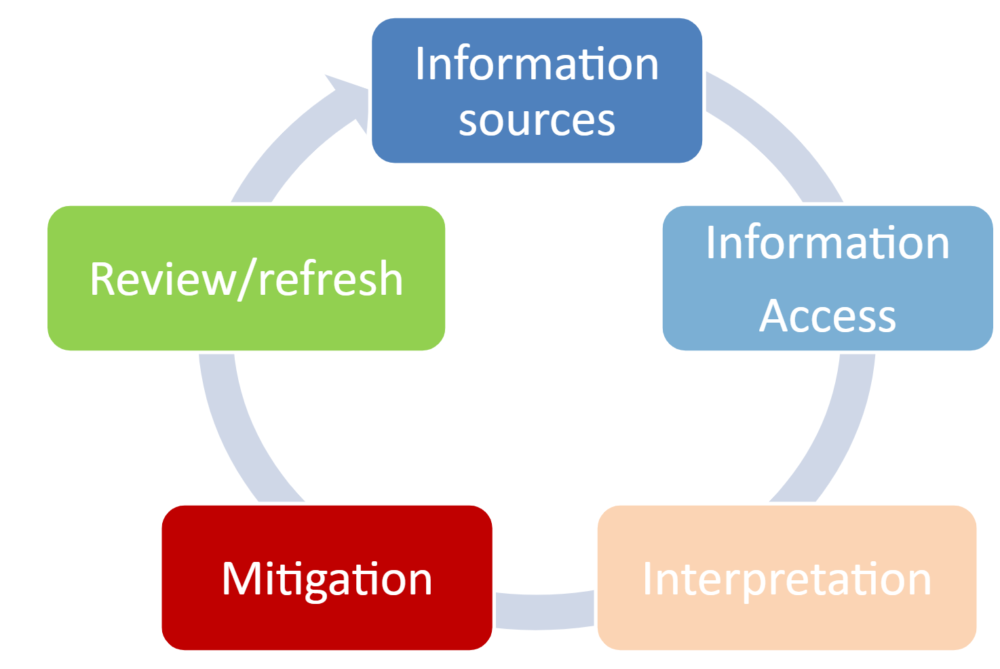 Information
sources
Information
Access
Interpretation
Mitigation
Review/refresh